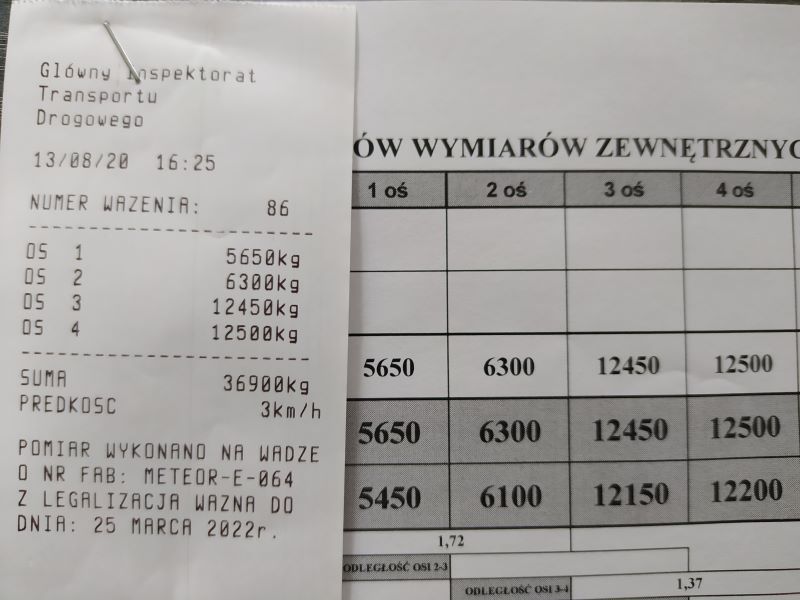 Główny Inspektorat
Transportu
Drogowego
13/08/20 16:25
NUMER WAZENIA: 86
OS 1 5650kg
OS 2 6300kg
OS 3 12450kg
OS 4 12500kg
SUMA 36900kg
PREDKOSC 3km/h
POMIAR WYKONANO NA WADZE
O NR FAB: METEOR-E-064
Z LEGALIZACJA WAZNA DO
DNIA: 25 MARCA 2022r.
ÓW WYMIARÓW ZEWNĘTRZNYC
1 oś 2 oś 3 oś 4 oś
5650 6300 12450 12500
5650 6300 12450 12500
5450 6100 12150 12200
1,72
ODLEGŁOŚĆ OSI 2-3
ODLEGŁOŚĆ OSI 3-4 1,37